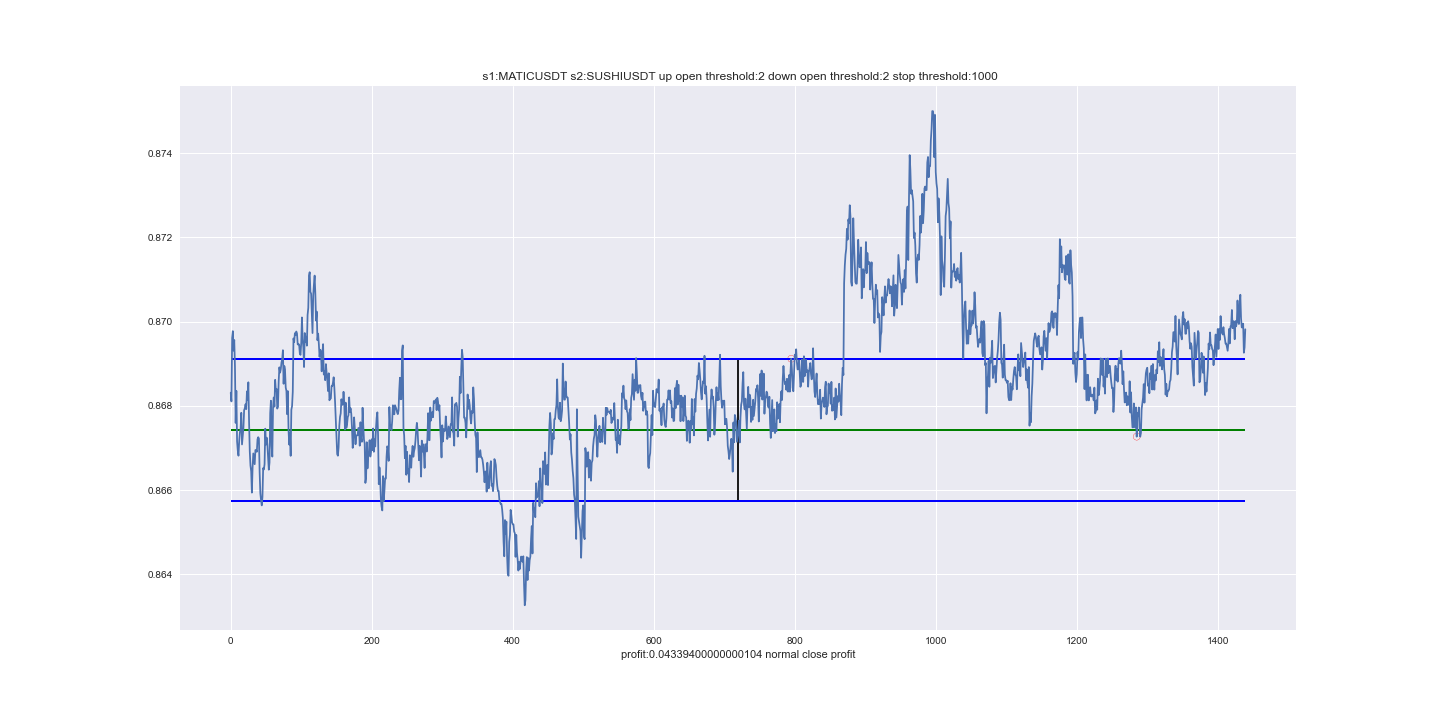 s1:MATICUSDT s2:SUSHIUSDT up open threshold:2 down open threshold:2 stop threshold:1000
0.874
0.872
0.870
0.868
0.866
0.864
0 200 400 600 800 1000 1200 1400
profit:0.04339400000000104 normal close profit